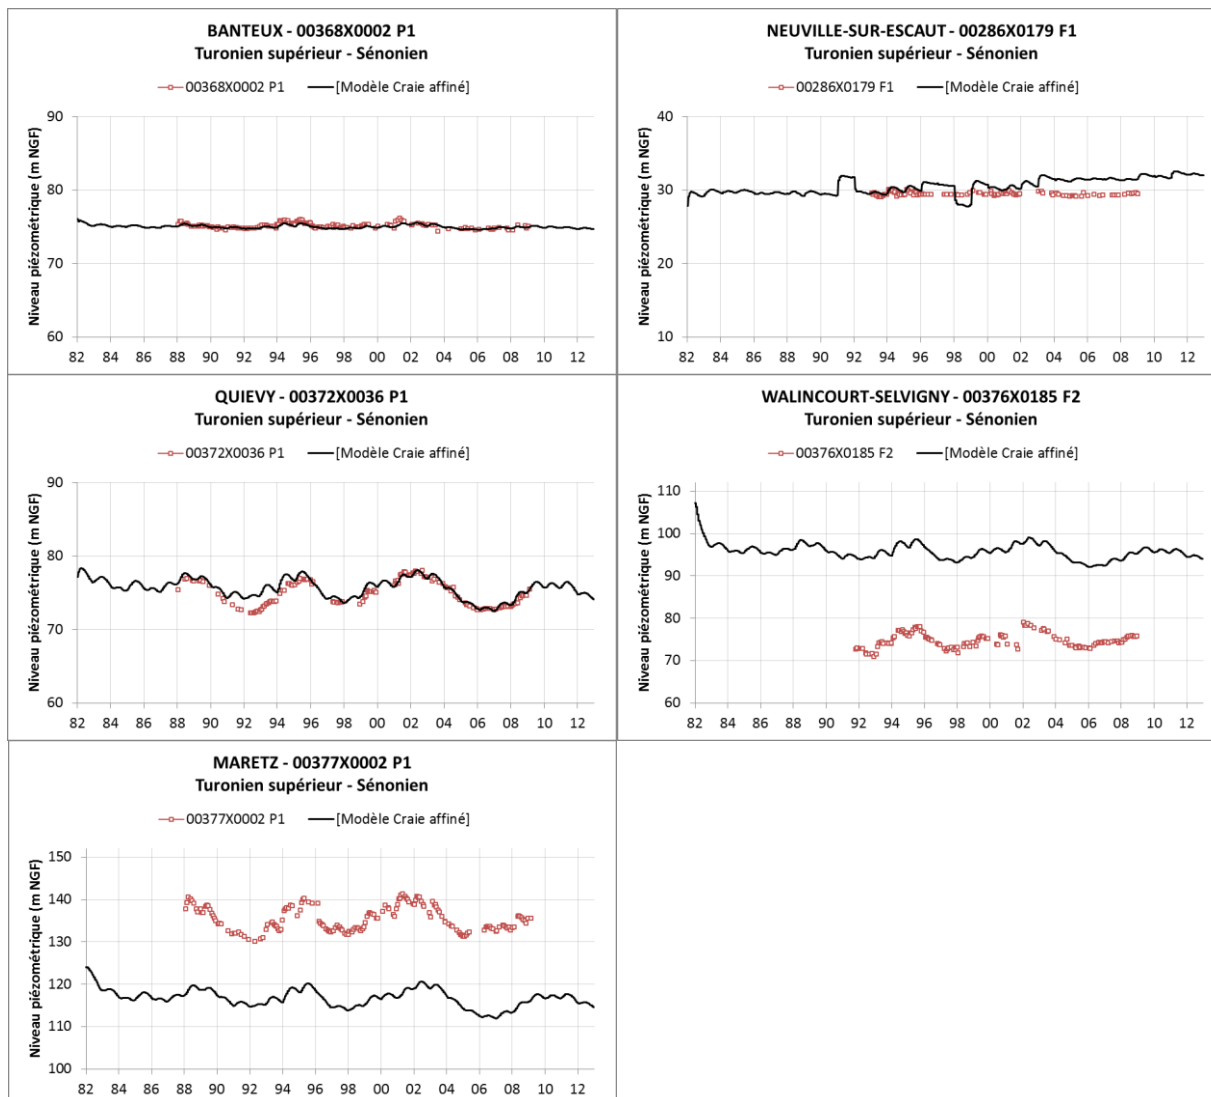 BANTEUX - 00368X0002 P1
Turonien supérieur - Sénonien
00368X0002 P1 [Modèle Craie affiné]
Niveau piézométrique (m NGF)
90
80
70
60
82 84 86 88 90 92 94 96 98 00 02 04 06 08 10 12
NEUVILLE-SUR-ESCAUT - 00286X0179 F1
Turonien supérieur - Sénonien
00286X0179 F1 [Modèle Craie affiné]
Niveau piézométrique (m NGF)
40
30
20
10
82 84 86 88 90 92 94 96 98 00 02 04 06 08 10 12
QUIEVY - 00372X0036 P1
Turonien supérieur - Sénonien
00372X0036 P1 [Modèle Craie affiné]
Niveau piézométrique (m NGF)
90
80
70
60
82 84 86 88 90 92 94 96 98 00 02 04 06 08 10 12
WALINCOURT-SELVIGNY - 00376X0185 F2
Turonien supérieur - Sénonien
00376X0185 F2 [Modèle Craie affiné]
Niveau piézométrique (m NGF)
110
100
90
80
70
60
82 84 86 88 90 92 94 96 98 00 02 04 06 08 10 12
MARETZ - 00377X0002 P1
Turonien supérieur - Sénonien
00377X0002 P1 [Modèle Craie affiné]
Niveau piézométrique (m NGF)
150
140
130
120
110
100
82 84 86 88 90 92 94 96 98 00 02 04 06 08 10 12